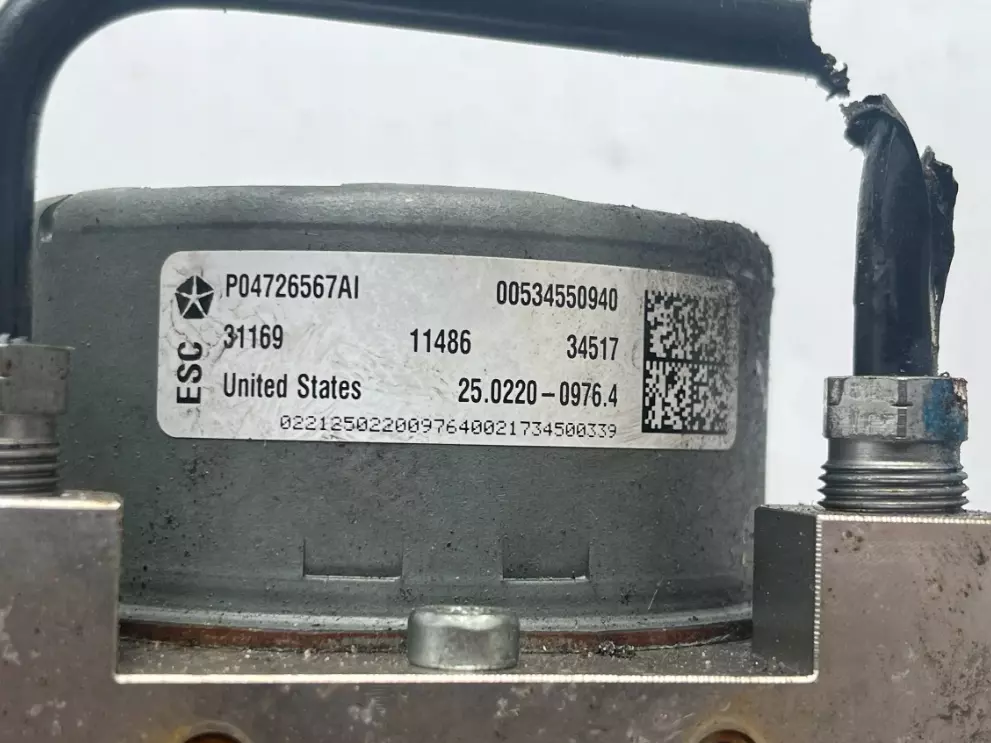 P04726567AI 00534550940
31169 11486 34517
ESC
United States 25.0220-0976.4
0221250220097640021734500339